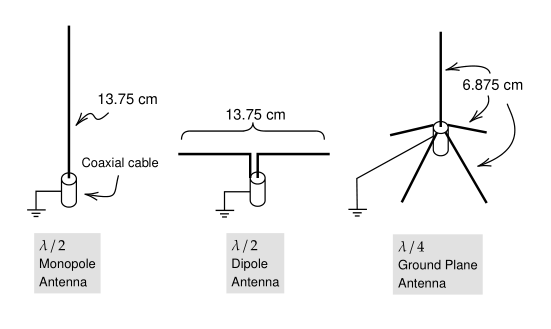 13.75 cm
Coaxial cable
λ/2
Monopole
Antenna
13.75 cm
λ/2
Dipole
Antenna
6.875 cm
λ/4
Ground Plane
Antenna